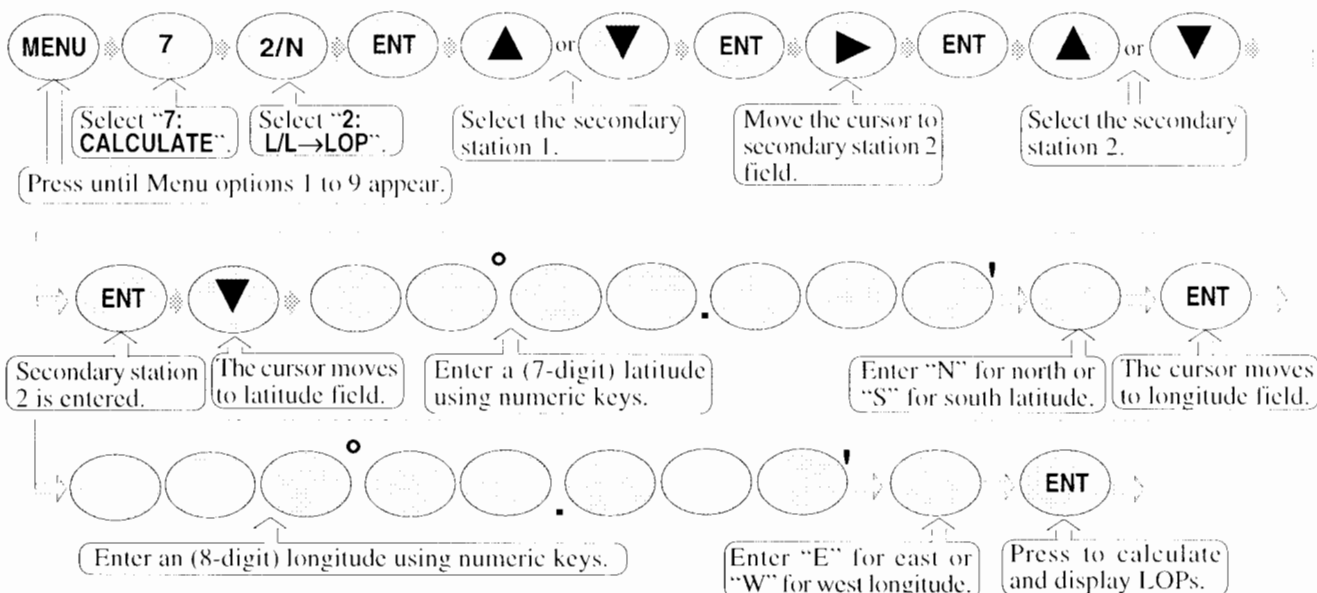 MENU 7 2/N ENT ▲ or ▼ ENT ▶ ENT ▲ or ▼
Select “7:
CALCULATE”.
Select “2:
L/L→LOP”.
Select the secondary
station 1.
Move the cursor to
secondary station 2
field.
Select the secondary
station 2.
Press until Menu options 1 to 9 appear.
ENT ▼ ° . ' ENT
Secondary station
2 is entered.
The cursor moves
to latitude field.
Enter a (7-digit) latitude
using numeric keys.
Enter “N” for north or
“S” for south latitude.
The cursor moves
to longitude field.
° . ' ENT
Enter an (8-digit) longitude using numeric keys.
Enter “E” for east or
“W” for west longitude.
Press to calculate
and display LOPs.